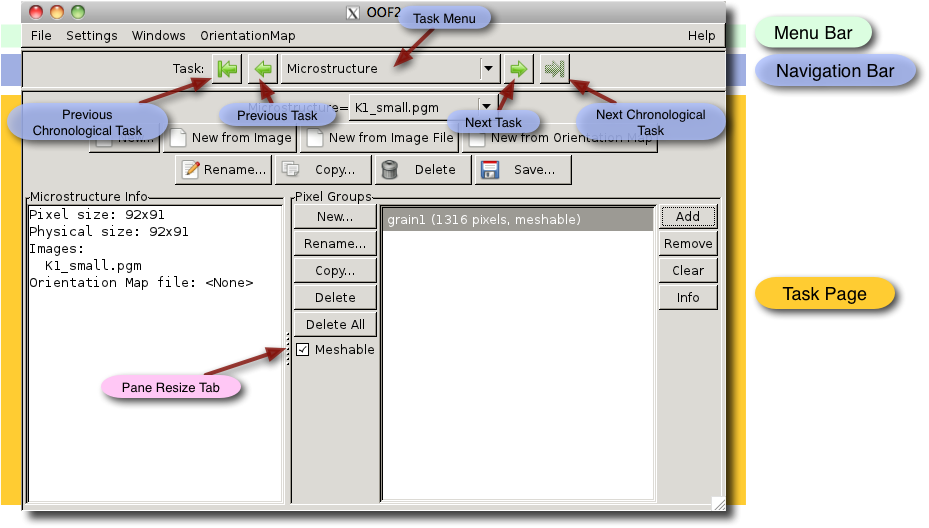 OOF2
Task Menu
File Settings Windows OrientationMap Help
Menu Bar
Task: Microstructure
Navigation Bar
Previous
Chronological Task
Previous Task
K1_small.pgm
Next Task
Next Chronological
Task
New from Image
New from Image File
New from Orientation Map
Rename...
Copy...
Delete
Save...
Microstructure Info
Pixel size: 92x91
Physical size: 92x91
Images:
K1_small.pgm
Orientation Map file: <None>
Pixel Groups
New...
Rename...
Copy...
Delete
Delete All
Meshable
grain1 (1316 pixels, meshable)
Add
Remove
Clear
Info
Task Page
Pane Resize Tab